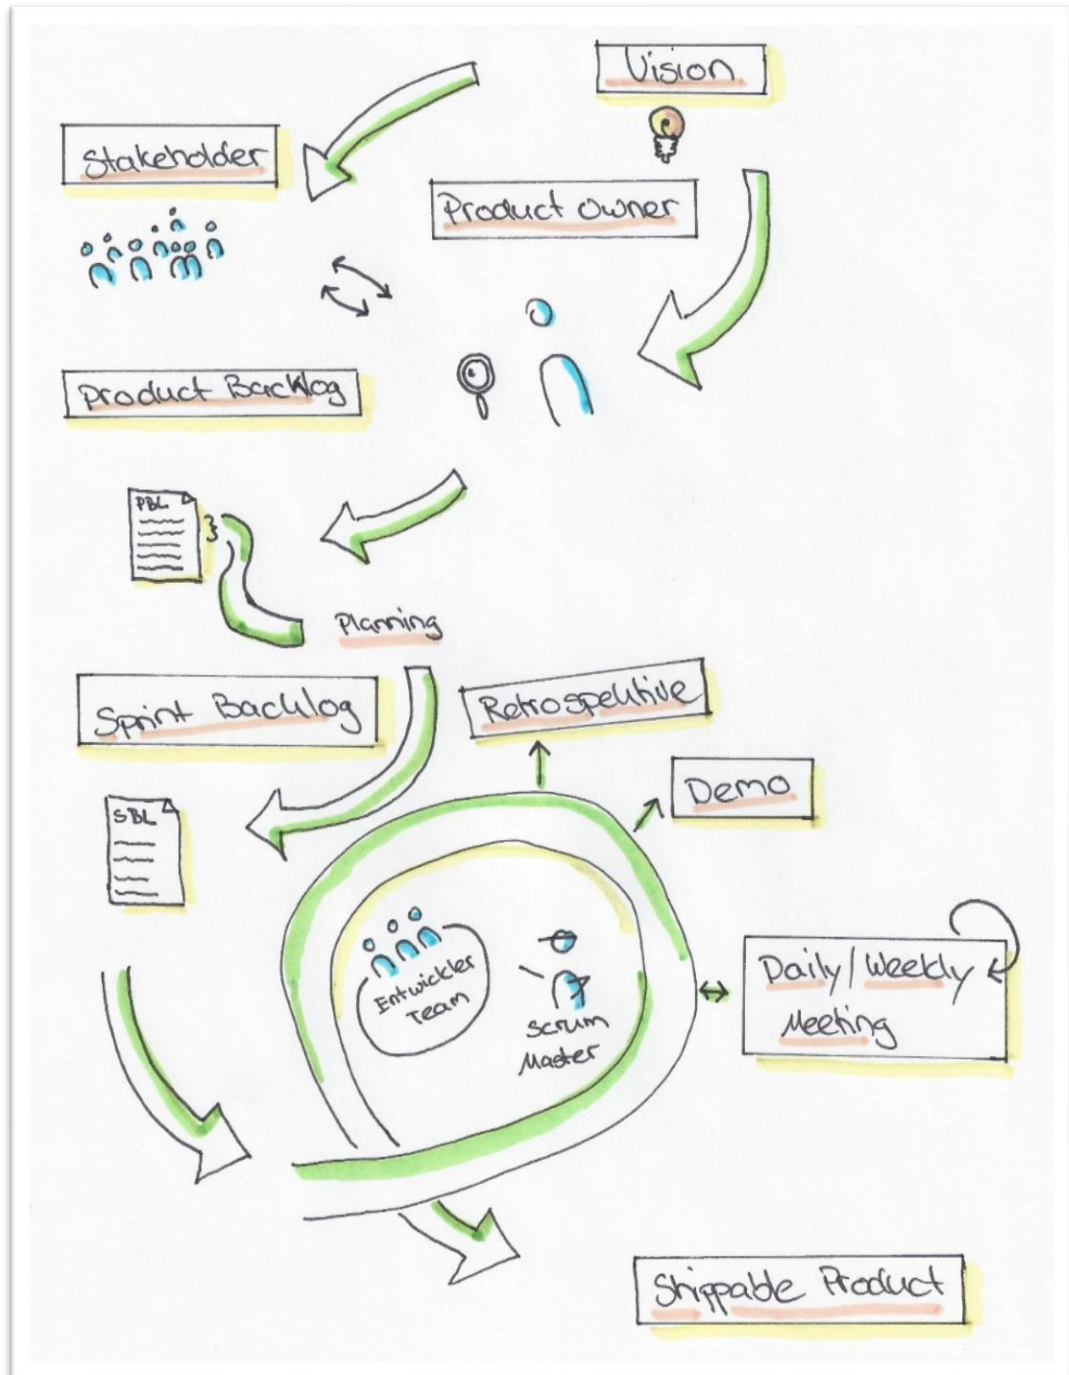 Vision
Stakeholder
Product Owner
Product Backlog
PBL
Planning
Sprint Backlog
Retrospektive
Demo
SBL
Entwickler
Team
Scrum
Master
Daily/Weekly
Meeting
Shippable Product